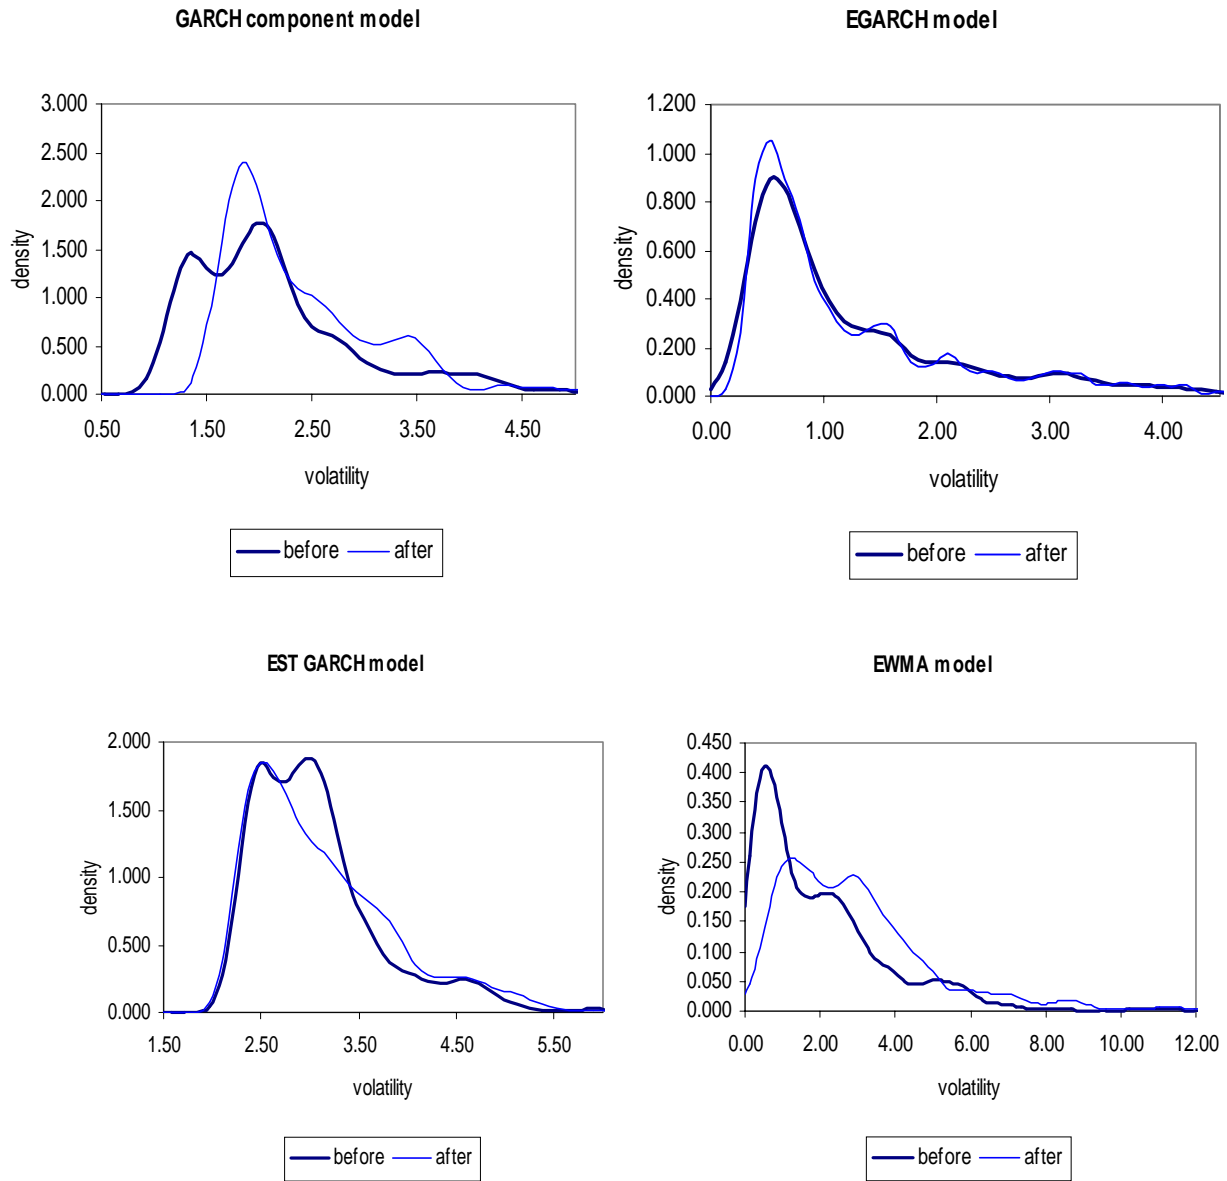 GARCH component model
3.000
2.500
2.000
1.500
1.000
0.500
0.000
density
0.50 1.50 2.50 3.50 4.50
volatility
before after
EGARCH model
1.200
1.000
0.800
0.600
0.400
0.200
0.000
density
0.00 1.00 2.00 3.00 4.00
volatility
before after
EST GARCH model
2.000
1.500
1.000
0.500
0.000
density
1.50 2.50 3.50 4.50 5.50
volatility
before after
EWMA model
0.450
0.400
0.350
0.300
0.250
0.200
0.150
0.100
0.050
0.000
density
0.00 2.00 4.00 6.00 8.00 10.00 12.00
volatility
before after